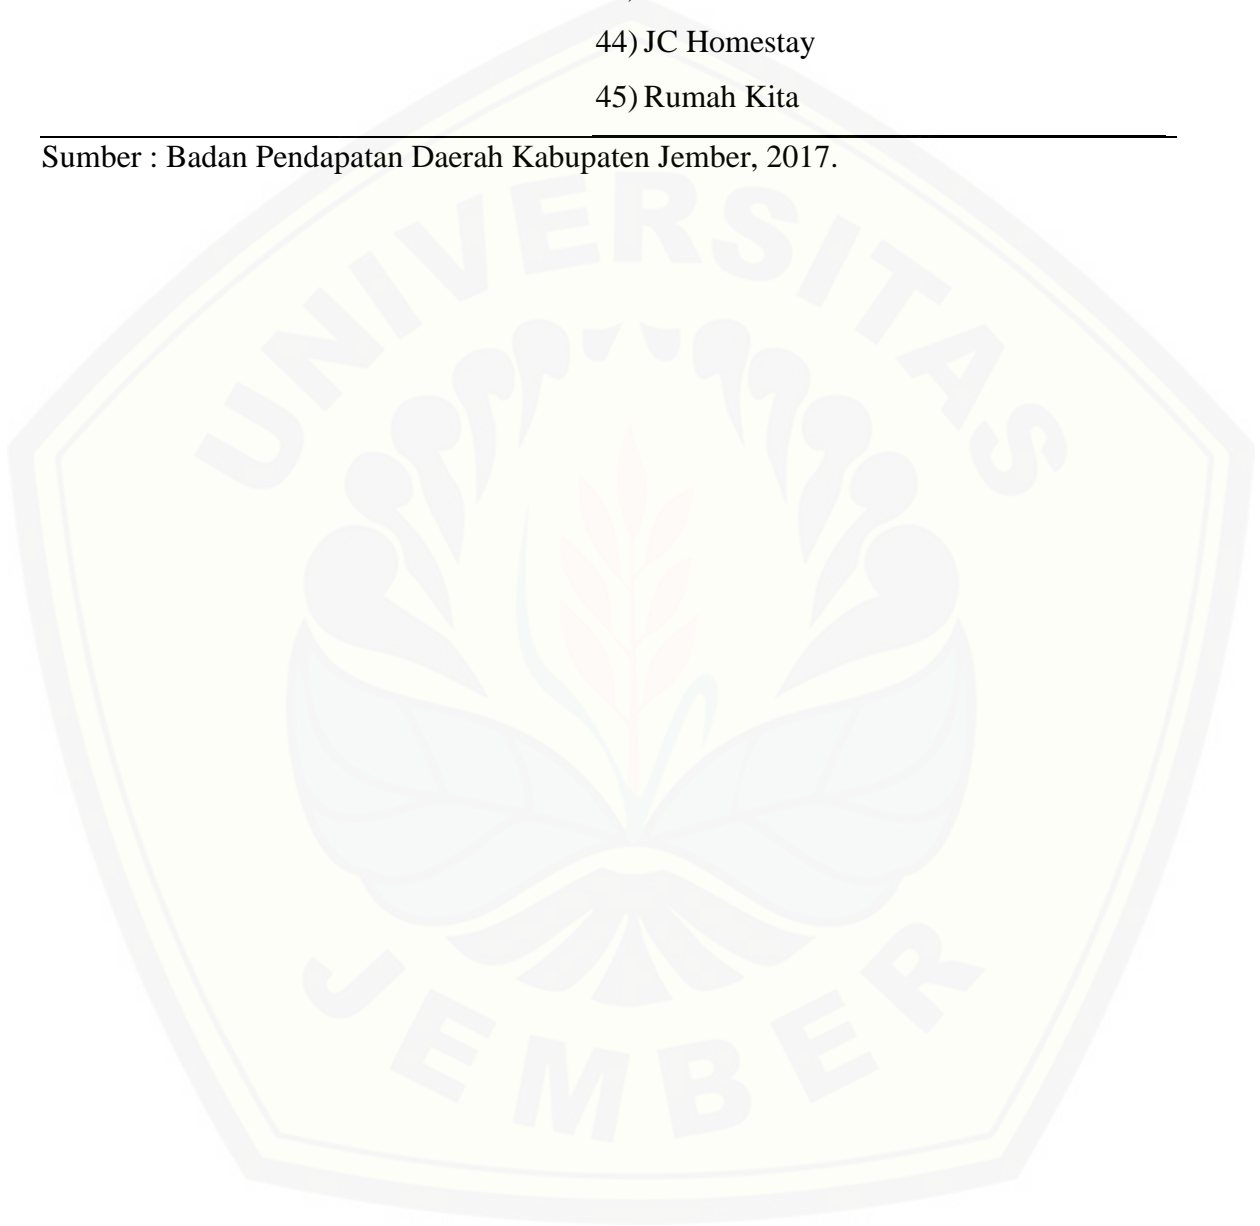 44) JC Homestay
45) Rumah Kita
Sumber : Badan Pendapatan Daerah Kabupaten Jember, 2017.
UNIVERSITAS
JEMBER